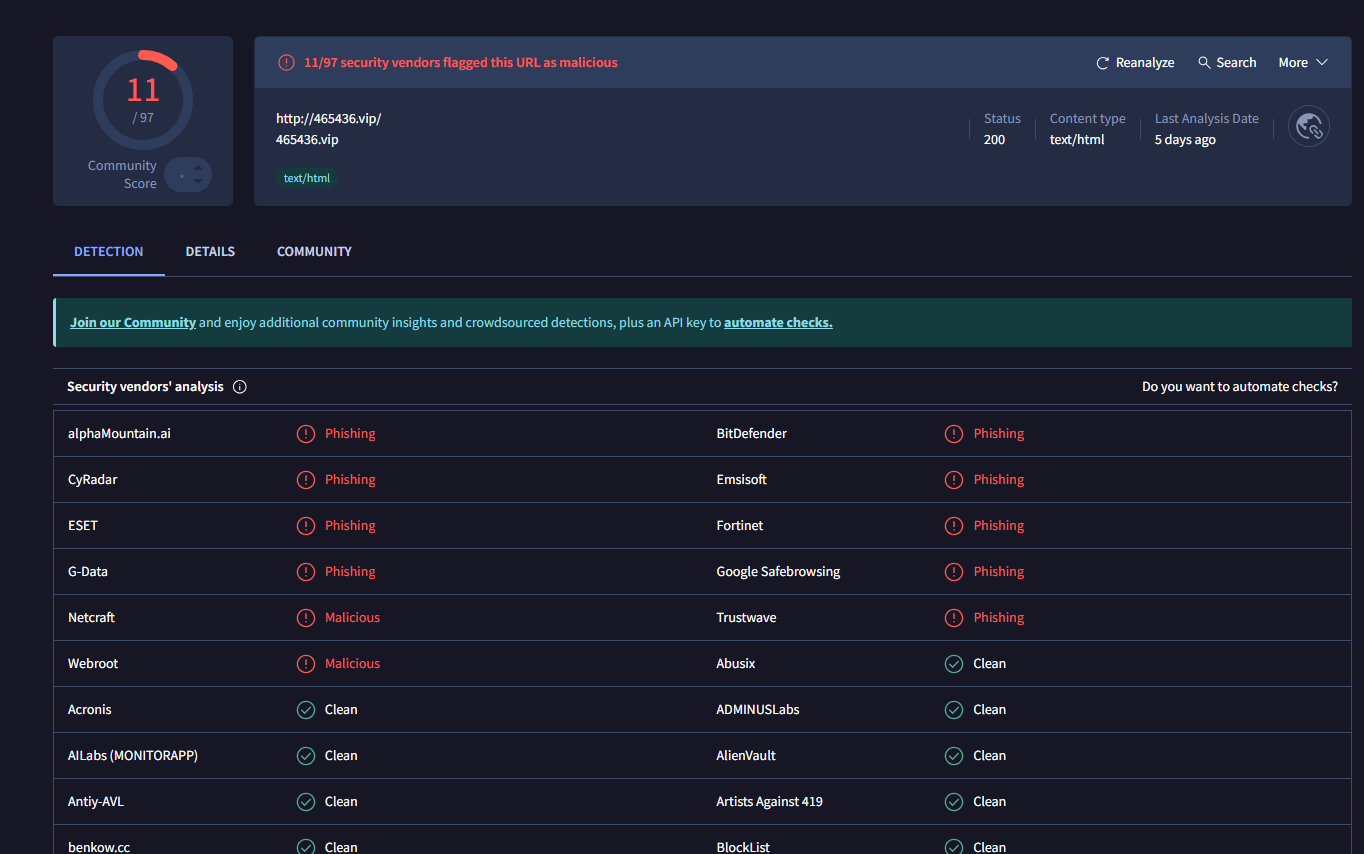 11
/ 97
Community
Score
11/97 security vendors flagged this URL as malicious
Reanalyze Search More
http://465436.vip/
465436.vip
text/html
Status
200
Content type
text/html
Last Analysis Date
5 days ago
DETECTION DETAILS COMMUNITY
Join our Community and enjoy additional community insights and crowdsourced detections, plus an API key to automate checks.
Security vendors' analysis Do you want to automate checks?
alphaMountain.ai Phishing BitDefender Phishing
CyRadar Phishing Emsisoft Phishing
ESET Phishing Fortinet Phishing
G-Data Phishing Google Safebrowsing Phishing
Netcraft Malicious Trustwave Phishing
Webroot Malicious Abusix Clean
Acronis Clean ADMINUSLabs Clean
AILabs (MONITORAPP) Clean AlienVault Clean
Antiy-AVL Clean Artists Against 419 Clean
benkow.cc Clean BlockList Clean